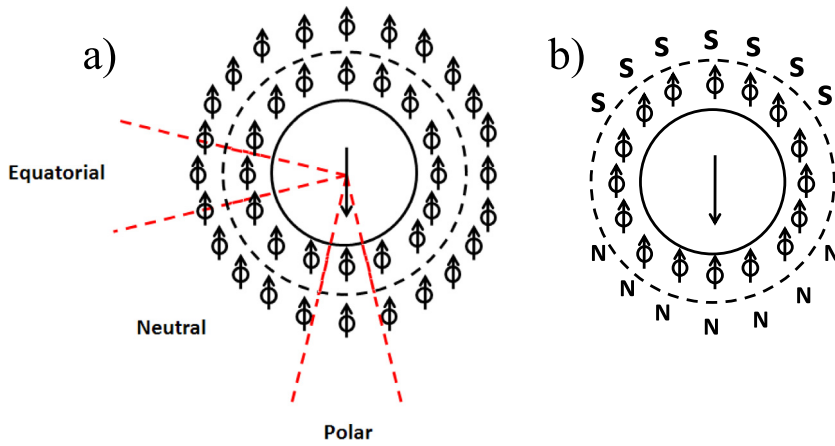 a)
Equatorial
Neutral
Polar
b)
S S S S S S S
N N N N N N N